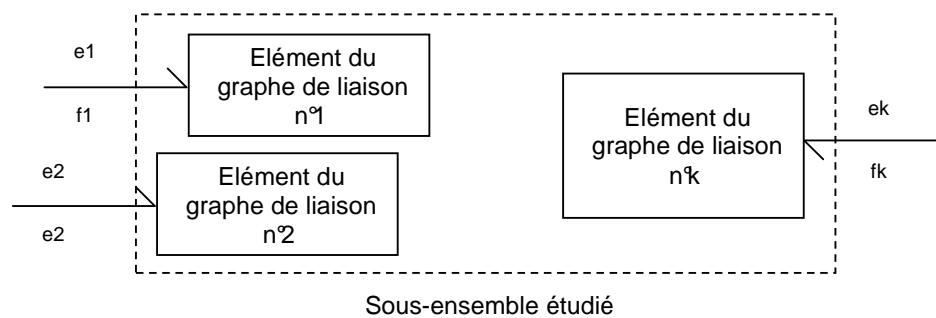 e1
f1
Elément du
graphe de liaison
n°1
e2
e2
Elément du
graphe de liaison
n°2
Elément du
graphe de liaison
n°k
ek
fk
Sous-ensemble étudié